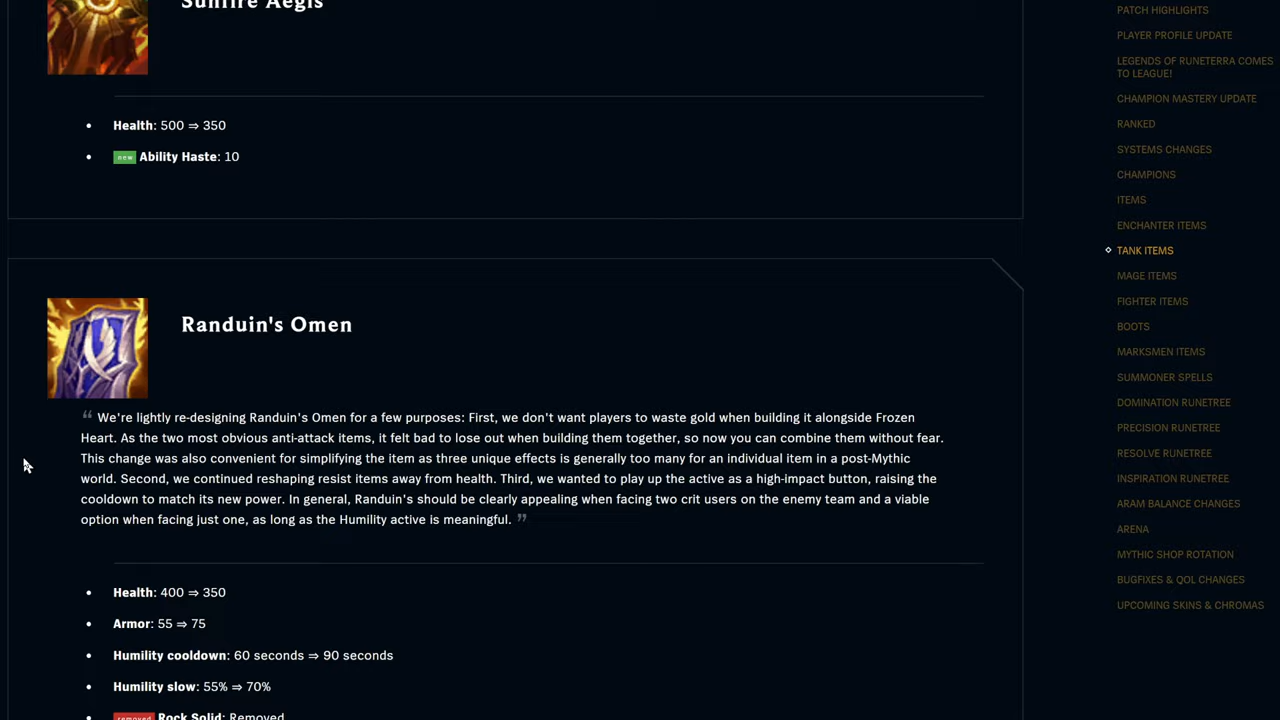 Sunfire Aegis
Health: 500 ⇒ 350
new Ability Haste: 10
Randuin's Omen
“ We're lightly re-designing Randuin's Omen for a few purposes: First, we don't want players to waste gold when building it alongside Frozen
Heart. As the two most obvious anti-attack items, it felt bad to lose out when building them together, so now you can combine them without fear.
This change was also convenient for simplifying the item as three unique effects is generally too many for an individual item in a post-Mythic
world. Second, we continued reshaping resist items away from health. Third, we wanted to play up the active as a high-impact button, raising the
cooldown to match its new power. In general, Randuin's should be clearly appealing when facing two crit users on the enemy team and a viable
option when facing just one, as long as the Humility active is meaningful. ”
Health: 400 ⇒ 350
Armor: 55 ⇒ 75
Humility cooldown: 60 seconds ⇒ 90 seconds
Humility slow: 55% ⇒ 70%
removed Rock Solid: Removed
PATCH HIGHLIGHTS
PLAYER PROFILE UPDATE
LEGENDS OF RUNETERRA COMES
TO LEAGUE!
CHAMPION MASTERY UPDATE
RANKED
SYSTEMS CHANGES
CHAMPIONS
ITEMS
ENCHANTER ITEMS
TANK ITEMS
MAGE ITEMS
FIGHTER ITEMS
BOOTS
MARKSMEN ITEMS
SUMMONER SPELLS
DOMINATION RUNETREE
PRECISION RUNETREE
RESOLVE RUNETREE
INSPIRATION RUNETREE
ARAM BALANCE CHANGES
ARENA
MYTHIC SHOP ROTATION
BUGFIXES & QOL CHANGES
UPCOMING SKINS & CHROMAS